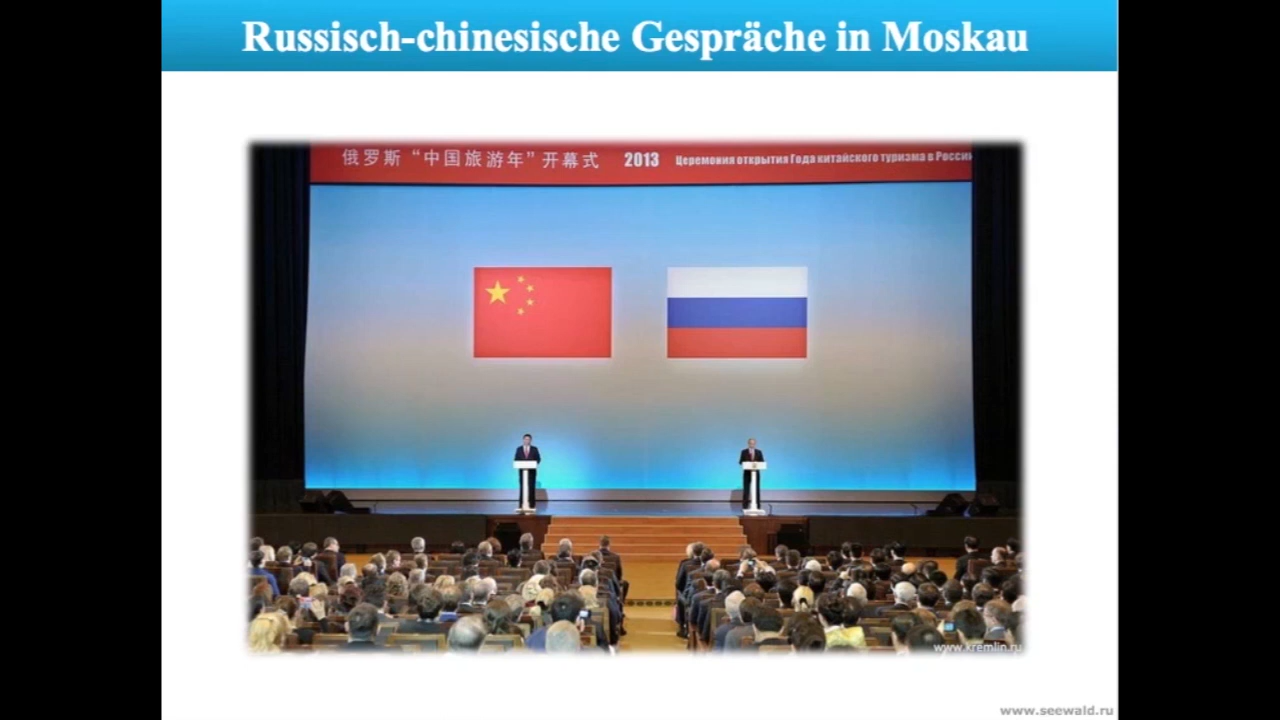 Russisch-chinesische Gespräche in Moskau
俄罗斯“中国旅游年”开幕式 2013 Церемония открытия Года китайского туризма в России
www.kremlin.ru
www.seewald.ru